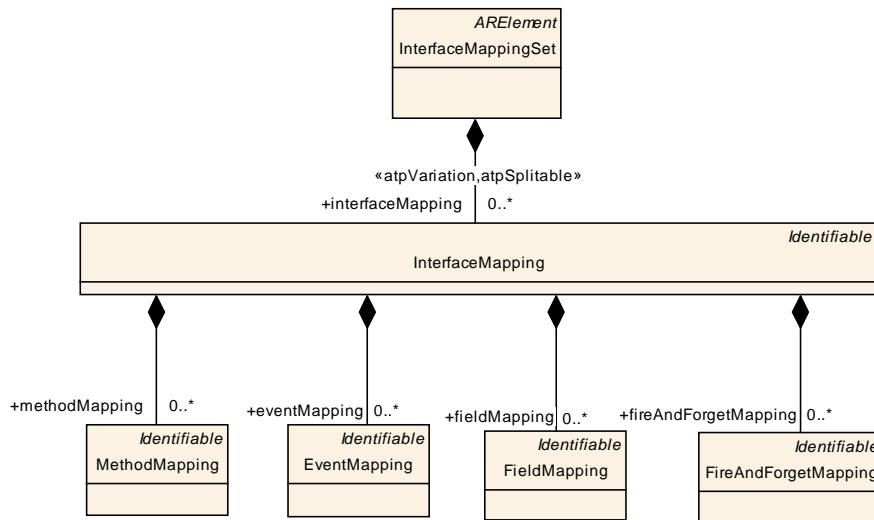 ARElement
InterfaceMappingSet
«atpVariation,atpSplitable»
+interfaceMapping 0..*
Identifiable
InterfaceMapping
+methodMapping 0..*
+eventMapping 0..*
+fieldMapping 0..*
+fireAndForgetMapping 0..*
Identifiable
MethodMapping
Identifiable
EventMapping
Identifiable
FieldMapping
Identifiable
FireAndForgetMapping